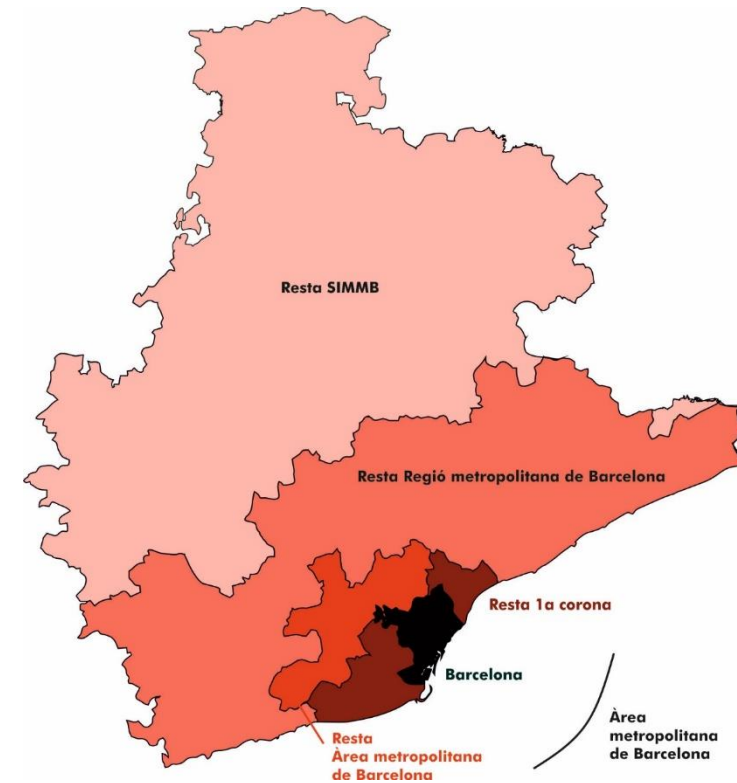 Resta SIMMB
Resta Regió metropolitana de Barcelona
Resta 1a corona
Barcelona
Resta
Àrea metropolitana
de Barcelona
Àrea
metropolitana
de Barcelona